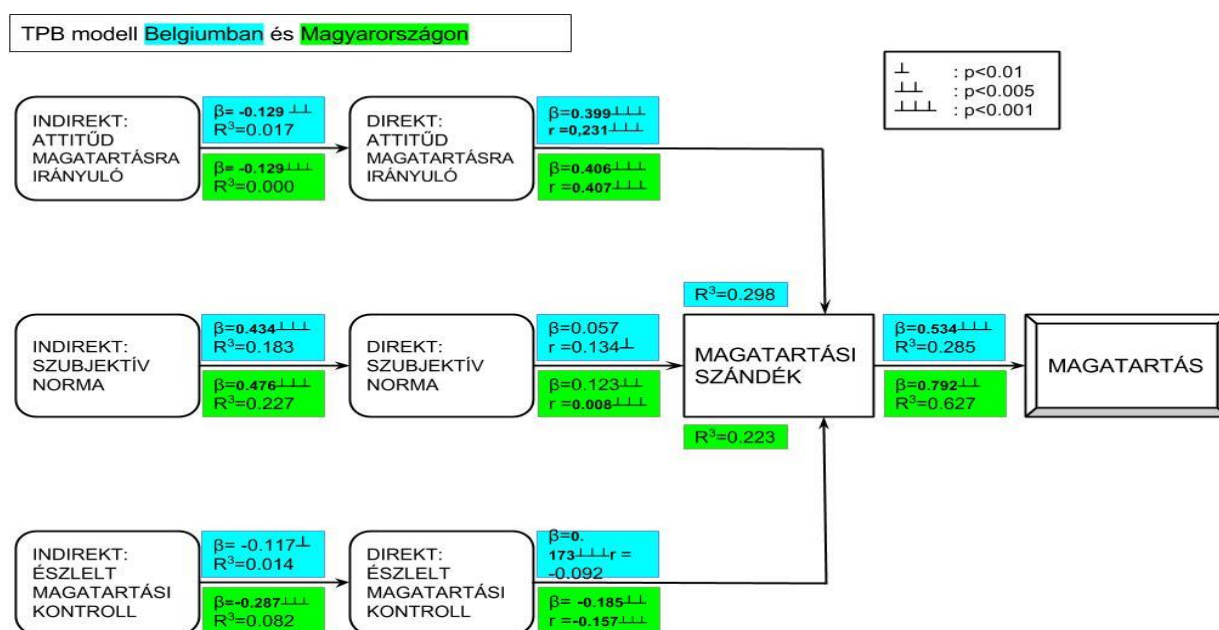 TPB modell Belgiumban és Magyarországon
┴ : p<0.01
┴┴ : p<0.005
┴┴┴ : p<0.001
INDIREKT:
ATTITŰD
MAGATARTÁSRA
IRÁNYULÓ
β= -0.129 ┴┴
R³=0.017
β= -0.129┴┴┴
R³=0.000
DIREKT:
ATTITŰD
MAGATARTÁSRA
IRÁNYULÓ
β=0.399┴┴┴
r =0,231┴┴┴
β=0.406┴┴┴
r =0.407┴┴┴
INDIREKT:
SZUBJEKTÍV
NORMA
β=0.434┴┴┴
R³=0.183
β=0.476┴┴┴
R³=0.227
DIREKT:
SZUBJEKTÍV
NORMA
β=0.057
r =0.134┴
β=0.123┴┴
r =0.008┴┴┴
R³=0.298
MAGATARTÁSI
SZÁNDÉK
R³=0.223
β=0.534┴┴┴
R³=0.285
β=0.792┴┴
R³=0.627
MAGATARTÁS
INDIREKT:
ÉSZLELT
MAGATARTÁSI
KONTROLL
β= -0.117┴
R³=0.014
β=-0.287┴┴┴
R³=0.082
DIREKT:
ÉSZLELT
MAGATARTÁSI
KONTROLL
β=0.
173┴┴┴r =
-0.092
β= -0.185┴┴
r =-0.157┴┴┴